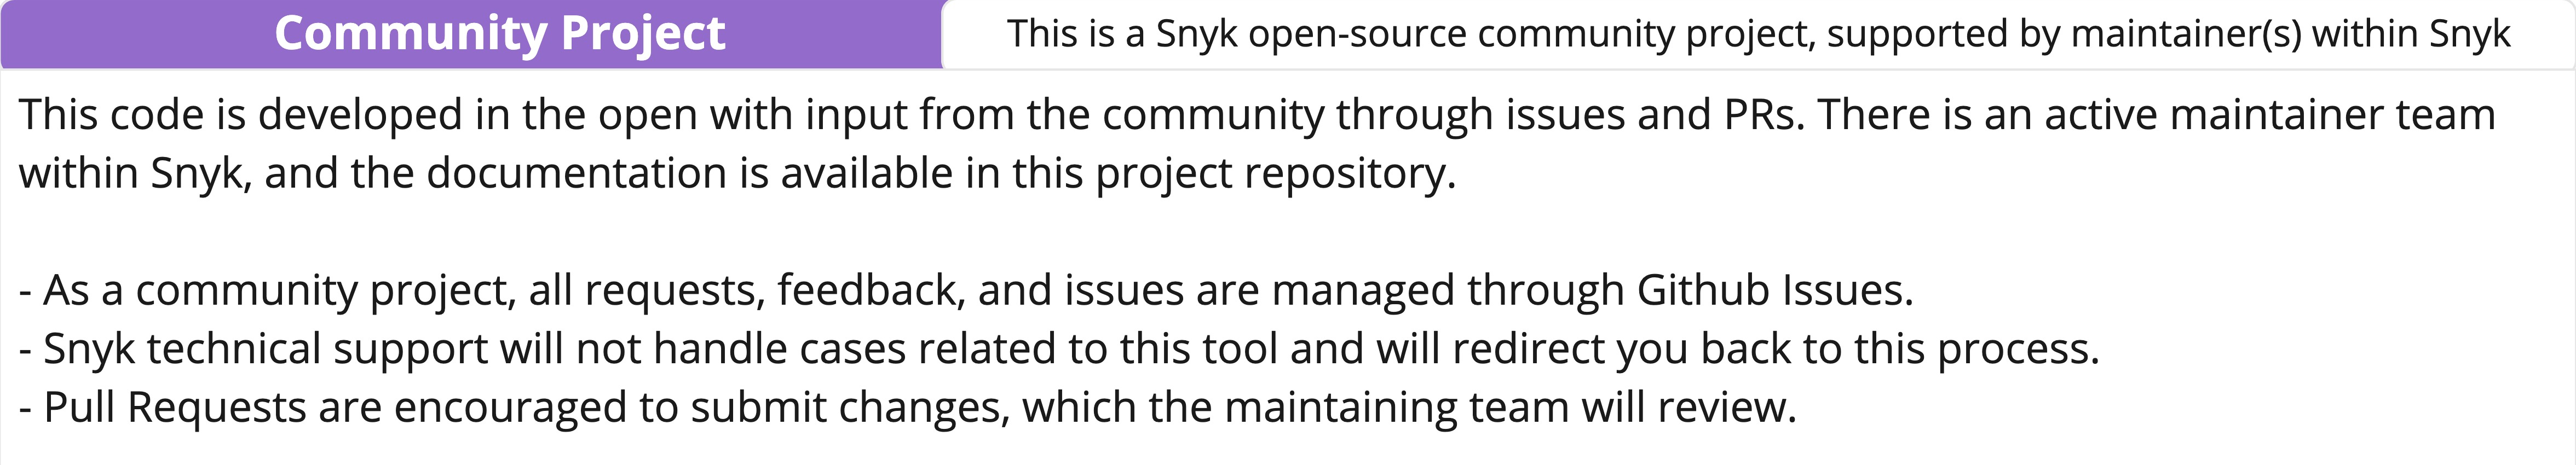 Community Project
This is a Snyk open-source community project, supported by maintainer(s) within Snyk
This code is developed in the open with input from the community through issues and PRs. There is an active maintainer team
within Snyk, and the documentation is available in this project repository.
- As a community project, all requests, feedback, and issues are managed through Github Issues.
- Snyk technical support will not handle cases related to this tool and will redirect you back to this process.
- Pull Requests are encouraged to submit changes, which the maintaining team will review.